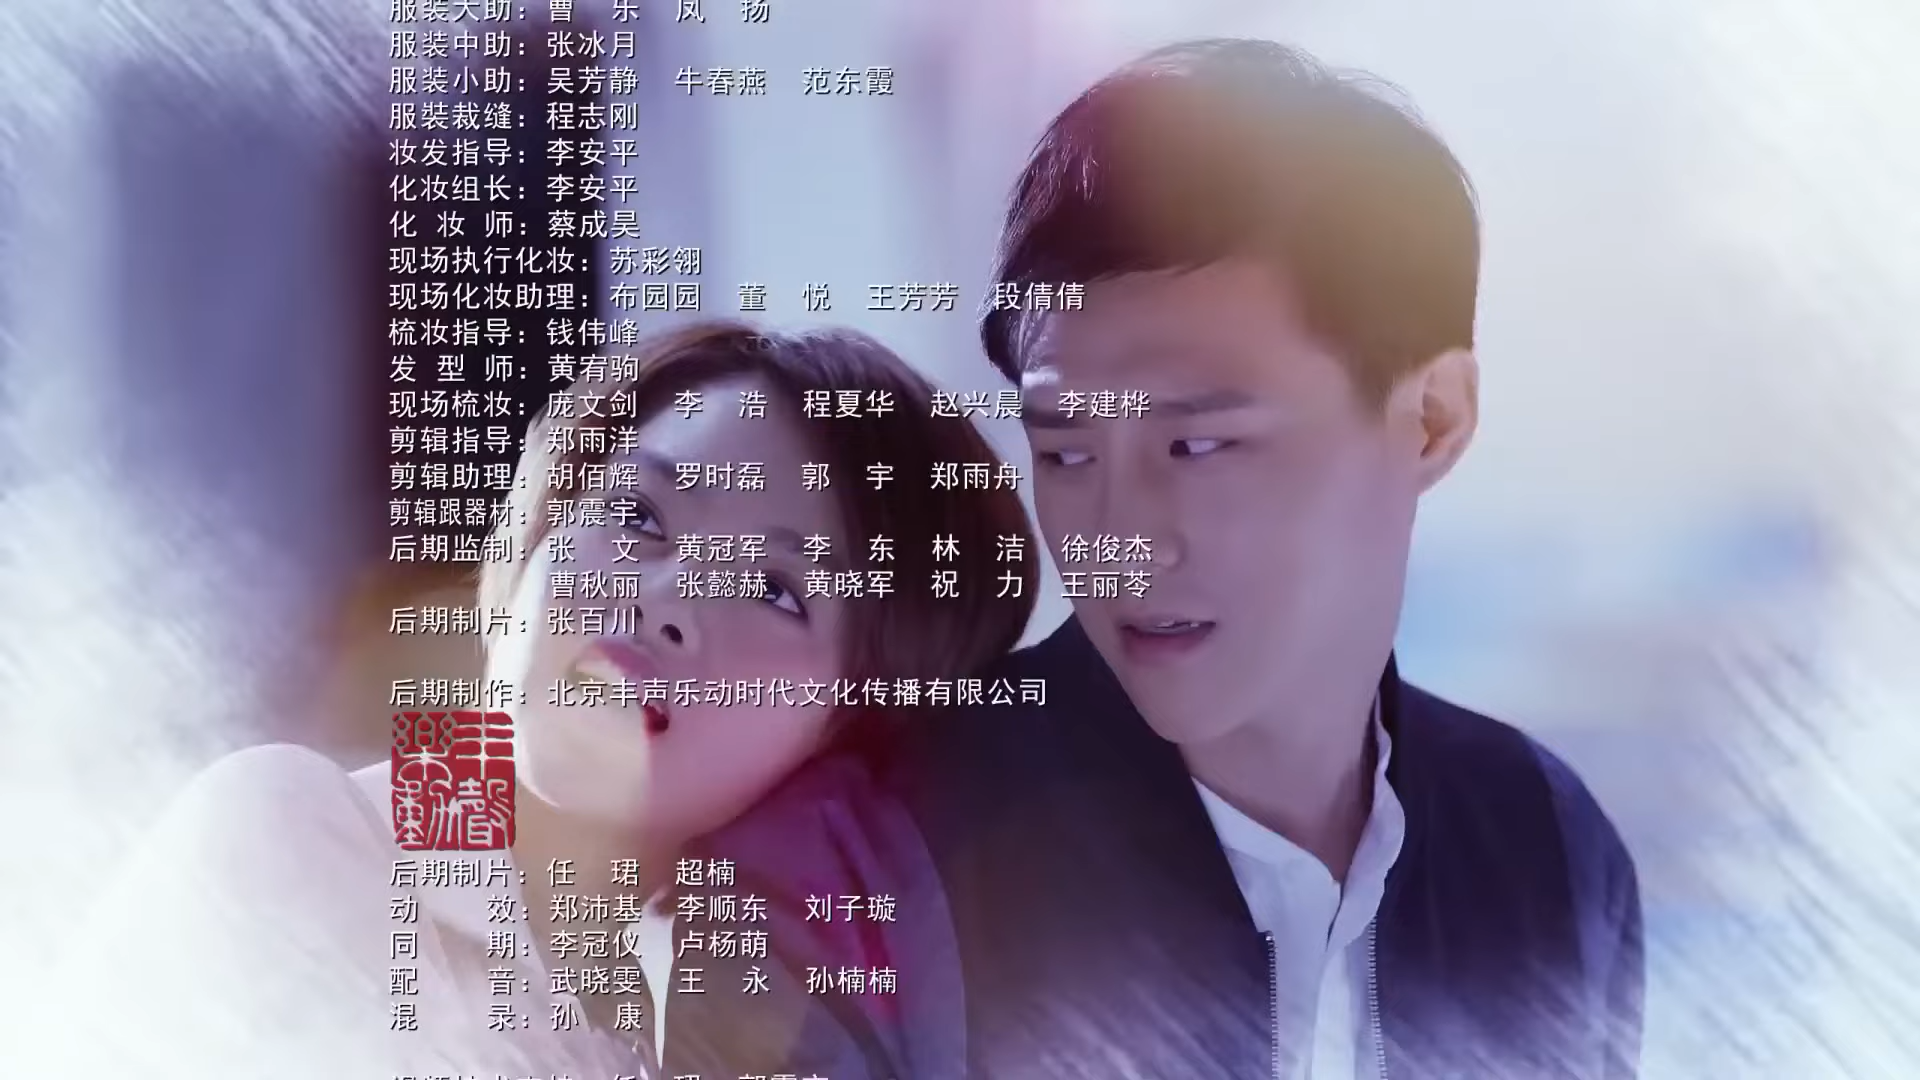 服装大助：曹　乐　凤　扬
服装中助：张冰月
服装小助：吴芳静　牛春燕　范东霞
服装裁缝：程志刚
妆发指导：李安平
化妆组长：李安平
化 妆 师：蔡成昊
现场执行化妆：苏彩翎
现场化妆助理：布园园　董　悦　王芳芳　段倩倩
梳妆指导：钱伟峰
发 型 师：黄宥驹
现场梳妆：庞文剑　李　浩　程夏华　赵兴晨　李建桦
剪辑指导：郑雨洋
剪辑助理：胡佰辉　罗时磊　郭　宇　郑雨舟
剪辑跟器材：郭震宇
后期监制：张　文　黄冠军　李　东　林　洁　徐俊杰
曹秋丽　张懿赫　黄晓军　祝　力　王丽苓
后期制片：张百川
后期制作：北京丰声乐动时代文化传播有限公司
丰聲樂動
后期制片：任　珺　超楠
动　　效：郑沛基　李顺东　刘子璇
同　　期：李冠仪　卢杨萌
配　　音：武晓雯　王　永　孙楠楠
混　　录：孙　康